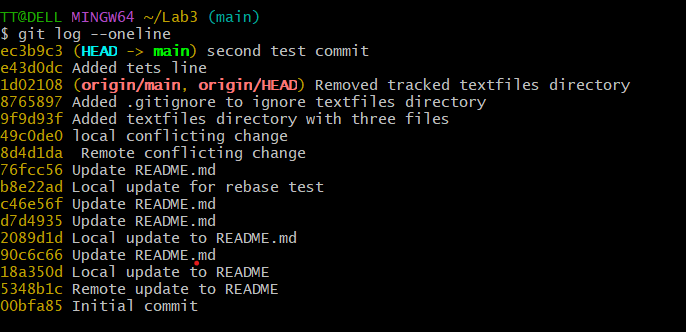 TT@DELL MINGW64 ~/Lab3 (main)
$ git log --oneline
ec3b9c3 (HEAD -> main) second test commit
e43d0dc Added tets line
1d02108 (origin/main, origin/HEAD) Removed tracked textfiles directory
8765897 Added .gitignore to ignore textfiles directory
9f9d93f Added textfiles directory with three files
49c0de0 local conflicting change
8d4d1da  Remote conflicting change
76fcc56 Update README.md
b8e22ad Local update for rebase test
c46e56f Update README.md
d7d4935 Update README.md
2089d1d Local update to README.md
90c6c66 Update README.md
18a350d Local update to README
5348b1c Remote update to README
00bfa85 Initial commit